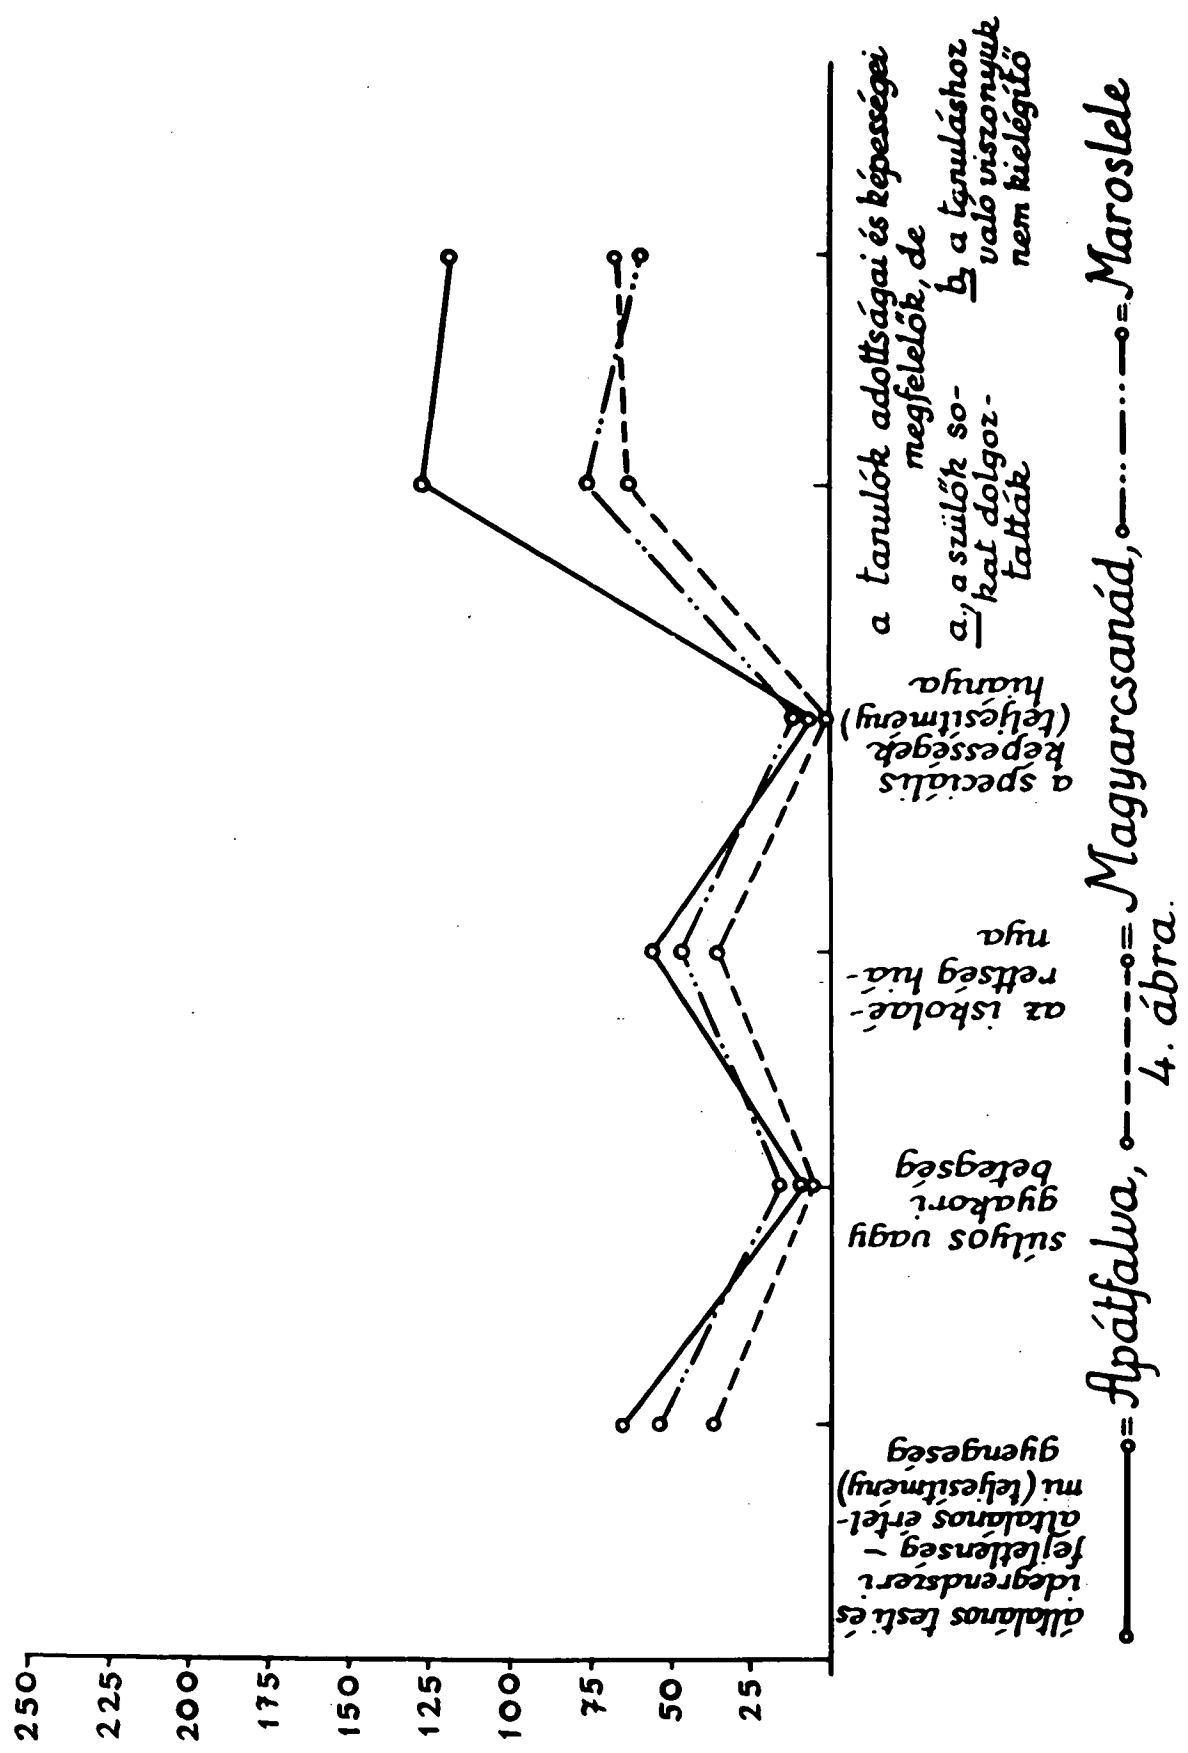 250
225
200
175
150
125
100
75
50
25
általános testi és
idegrendszeri
fejletlenség –
általános értel-
mi (teljesítmény)
gyengeség
súlyos vagy
gyakori
betegség
az iskolaé-
rettség hiá-
nya
a speciális
képességek
(teljesítmény)
hiánya
a tanulók adottságai és képességei
megfelelők, de
a, a szülők so-
kat dolgoz-
tatták
b, a tanuláshoz
való viszonyuk
nem kielégítő
= Apátfalva, = Magyarcsanád, = Maroslele
4. ábra.